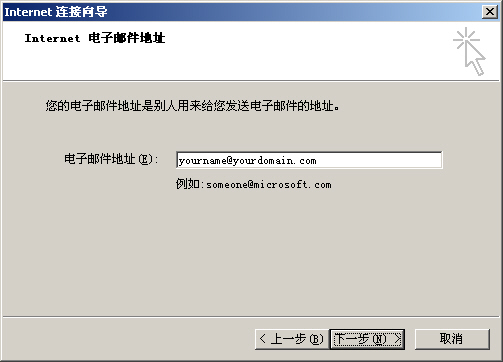 Internet 连接向导
Internet 电子邮件地址
您的电子邮件地址是别人用来给您发送电子邮件的地址。
电子邮件地址(E):
yourname@yourdomain.com
例如:someone@microsoft.com
< 上一步(B)
下一步(N) >
取消